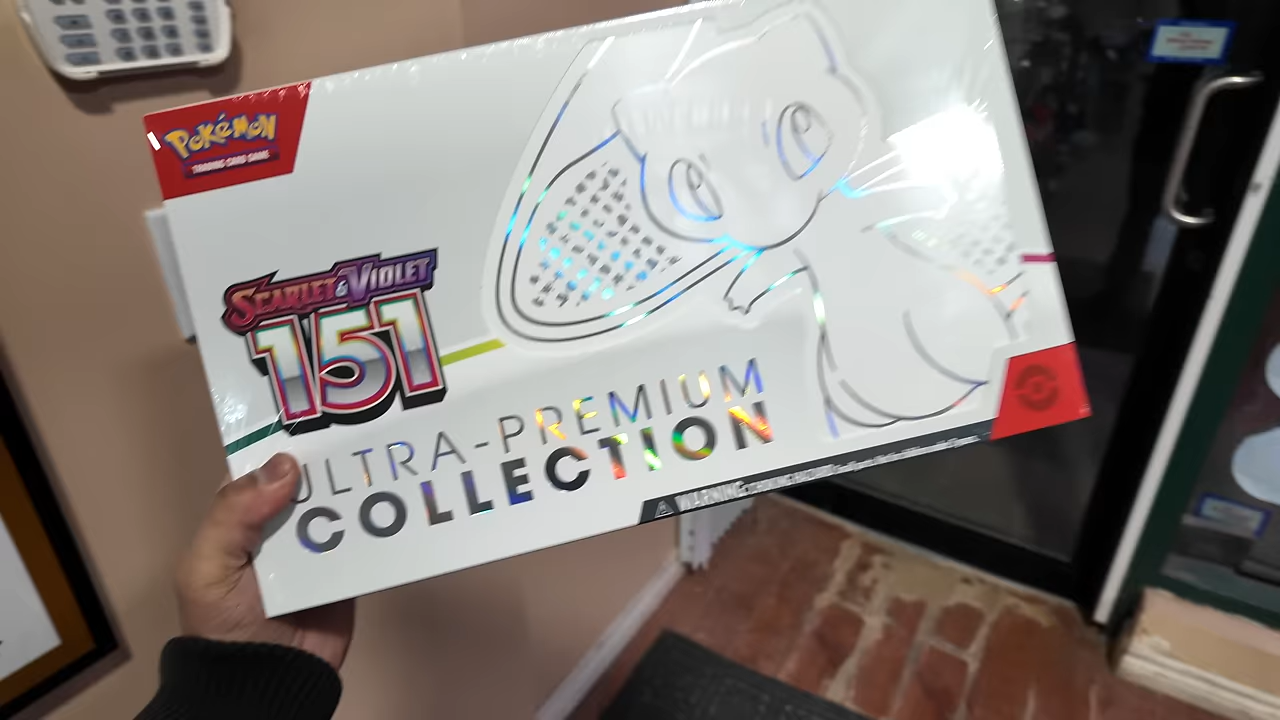 POKéMON
TRADING CARD GAME
SCARLET & VIOLET
151
ULTRA-PREMIUM
COLLECTION
WARNING: